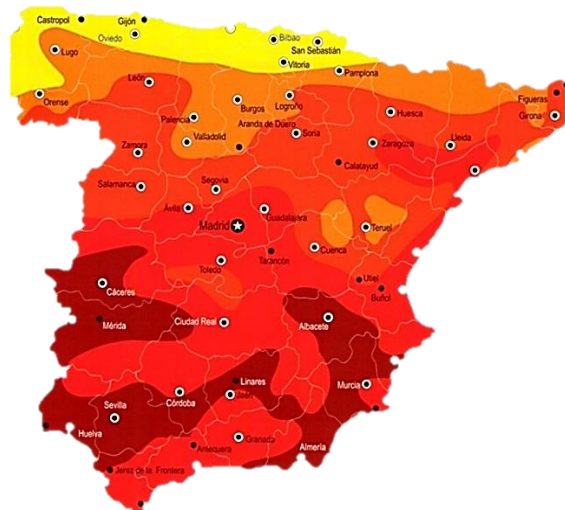 Castropol
Gijón
Oviedo
Bilbao
San Sebastián
Lugo
Vitoria
Pamplona
León
Orense
Burgos
Logroño
Huesca
Figueras
Girona
Palencia
Aranda de Düero
Soria
Valladolid
Zaragoza
Lleida
Zamora
Calatayud
Salamanca
Segovia
Ávila
Guadalajara
Madrid
Teruel
Cuenca
Toledo
Tarancón
Cáceres
Utiel
Buñol
Mérida
Ciudad Real
Albacete
Linares
Murcia
Córdoba
Sevilla
Huelva
Granada
Antequera
Almería
Jerez de la Frontera